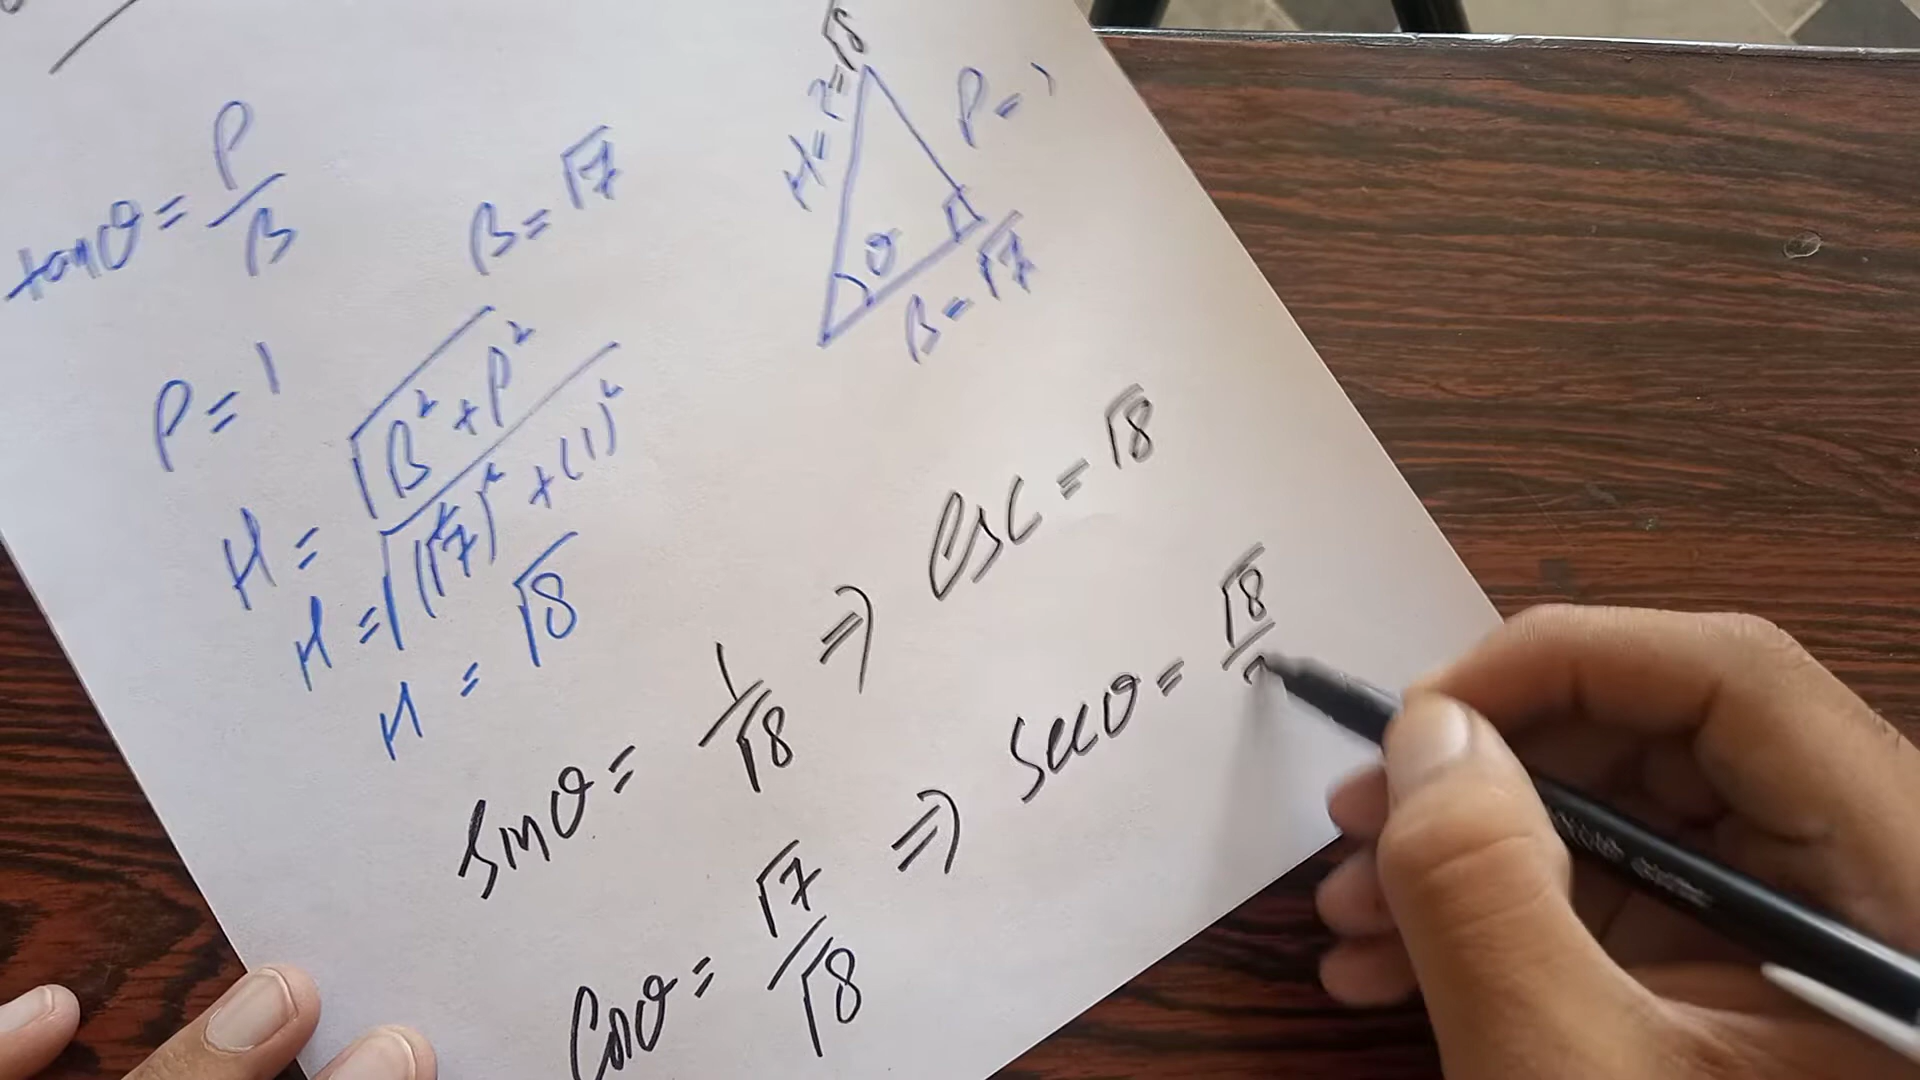 tanθ = P/B
B = √7
H = ? = √8
P = 1
θ
B = √7
P = 1
H = √(B² + P²)
H = √((√7)² + (1)²)
H = √8
sinθ = 1/√8 ⇒ csc = √8
cosθ = √7/√8 ⇒ secθ = √8/